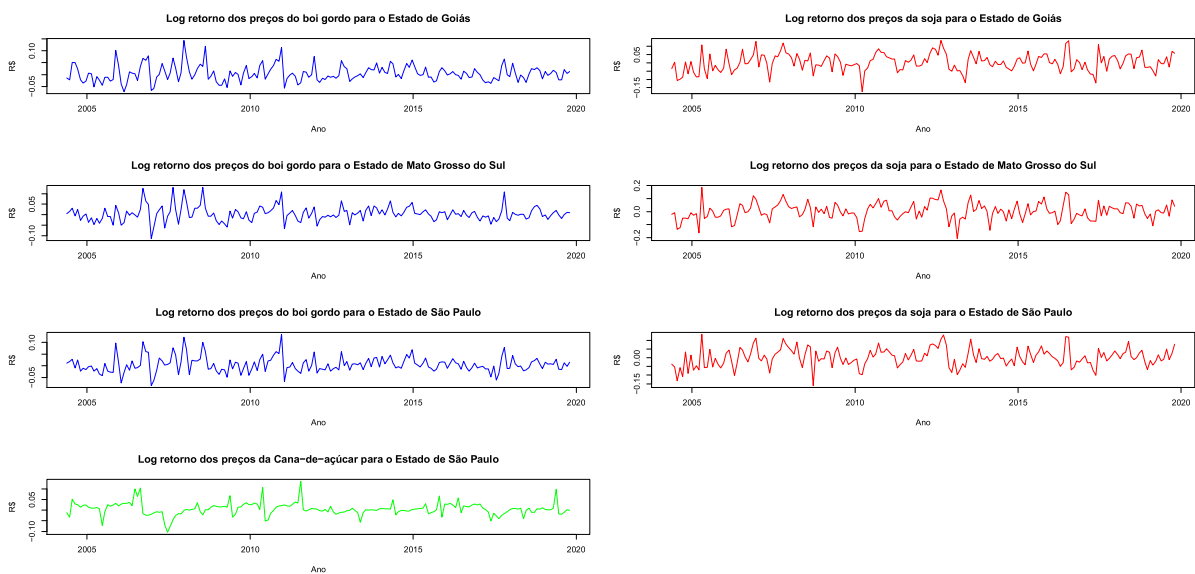 Log retorno dos preços do boi gordo para o Estado de Goiás
R$
0.10
−0.05
2005
2010
2015
2020
Ano
Log retorno dos preços da soja para o Estado de Goiás
R$
0.05
−0.15
2005
2010
2015
2020
Ano
Log retorno dos preços do boi gordo para o Estado de Mato Grosso do Sul
R$
0.05
−0.10
2005
2010
2015
2020
Ano
Log retorno dos preços da soja para o Estado de Mato Grosso do Sul
R$
0.2
0.0
−0.2
2005
2010
2015
2020
Ano
Log retorno dos preços do boi gordo para o Estado de São Paulo
R$
0.10
−0.05
2005
2010
2015
2020
Ano
Log retorno dos preços da soja para o Estado de São Paulo
R$
0.00
−0.15
2005
2010
2015
2020
Ano
Log retorno dos preços da Cana−de−açúcar para o Estado de São Paulo
R$
0.05
−0.10
2005
2010
2015
2020
Ano